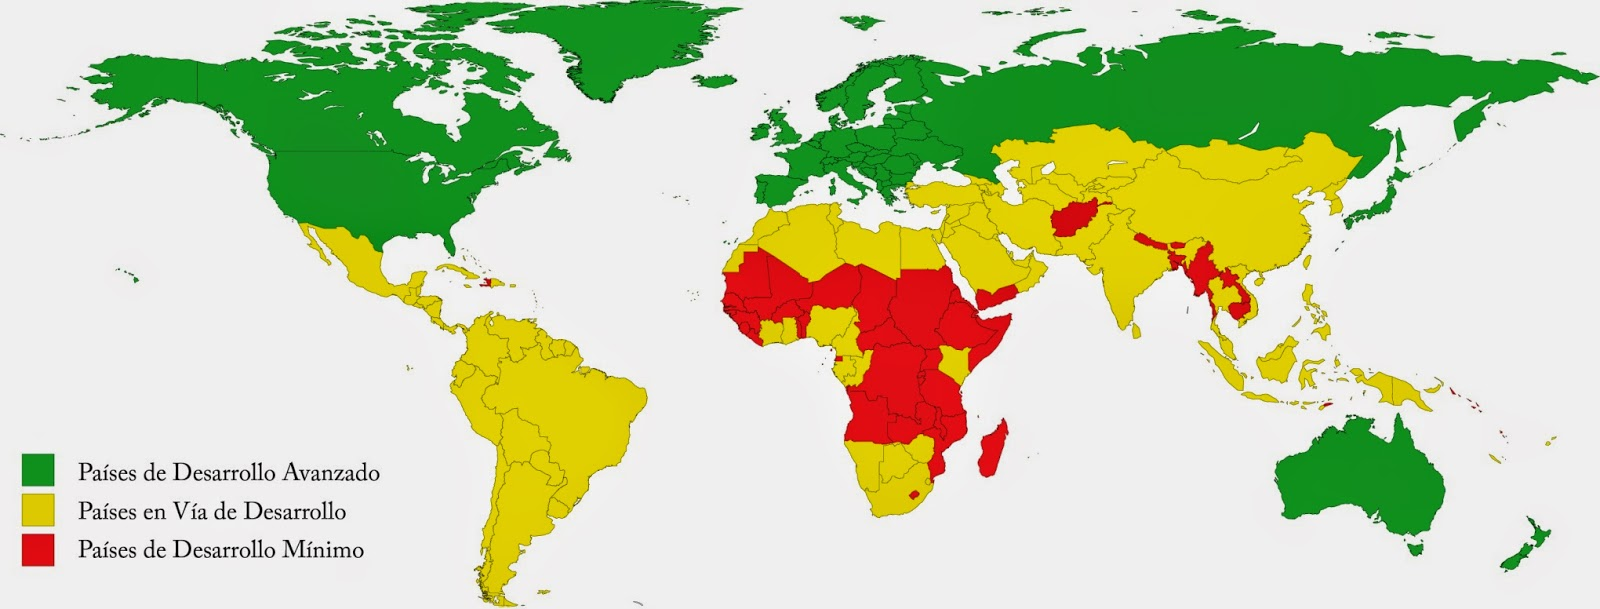 Países de Desarrollo Avanzado
Países en Vía de Desarrollo
Países de Desarrollo Mínimo